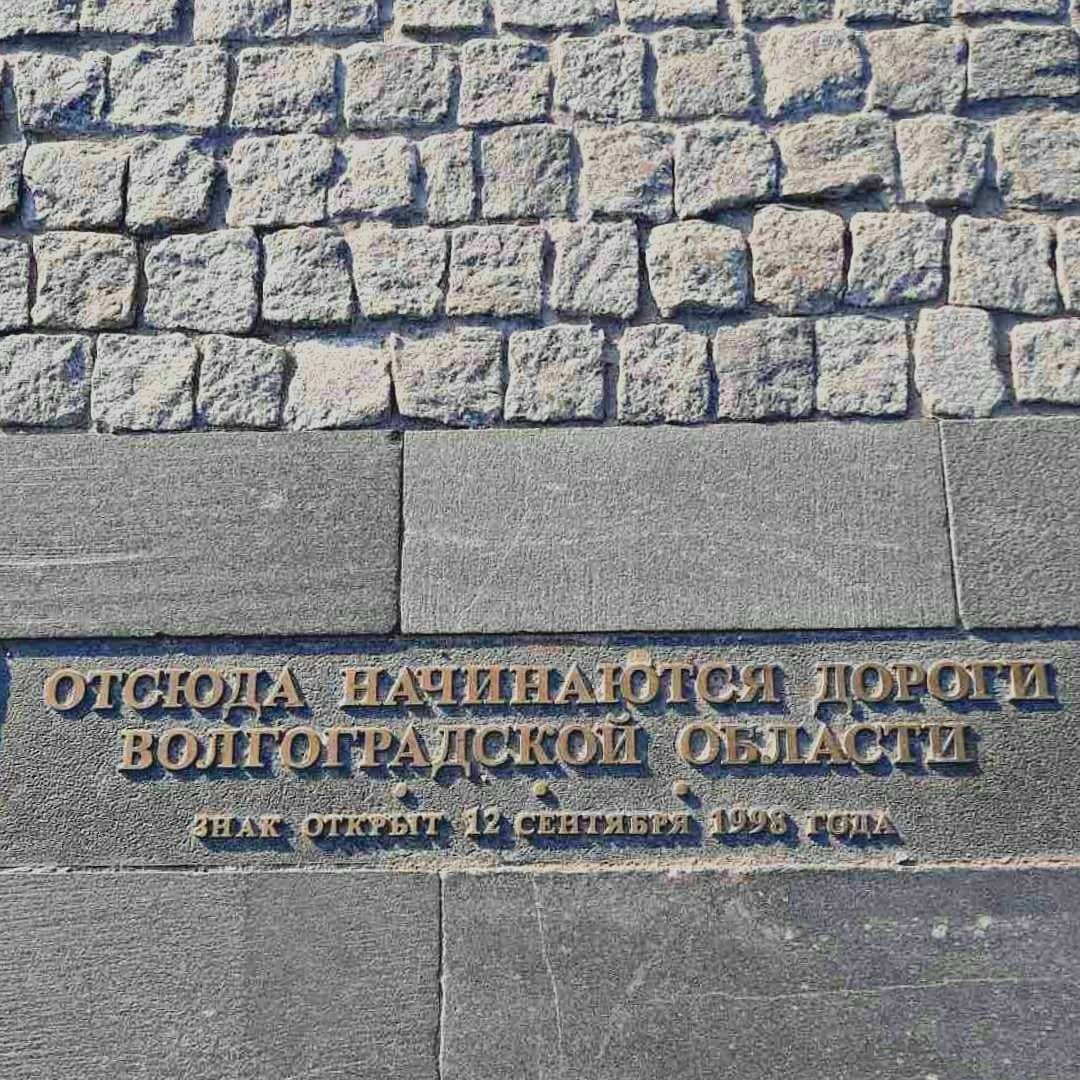 ОТСЮДА НАЧИНАЮТСЯ ДОРОГИ
ВОЛГОГРАДСКОЙ ОБЛАСТИ
ЗНАК ОТКРЫТ 12 СЕНТЯБРЯ 1998 ГОДА